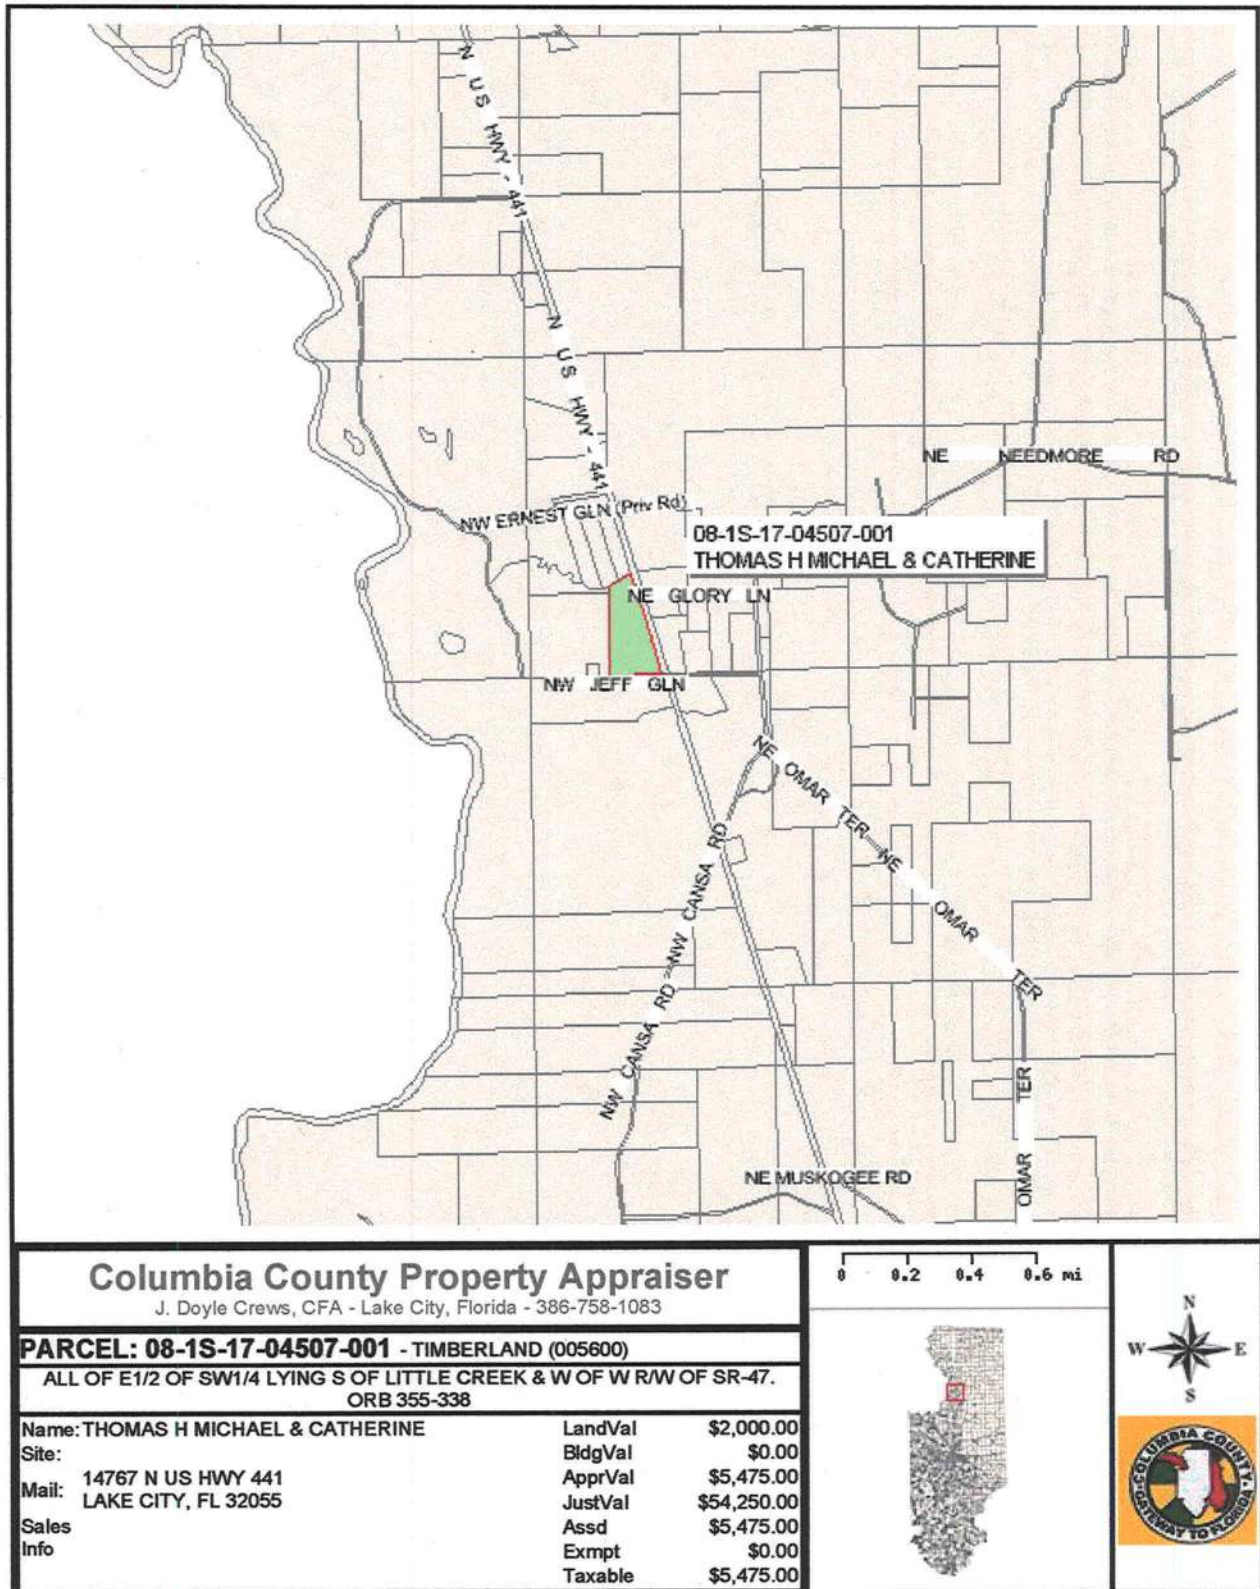 N US HWY - 441
N US HWY - 441
NE NEEDMORE RD
NW ERNEST GLN (Priv Rd)
08-1S-17-04507-001
THOMAS H MICHAEL & CATHERINE
NE GLORY LN
NW JEFF GLN
NE OMAR TER
NE OMAR TER
NW CANSA RD
NW CANSA RD
OMAR TER
NE MUSKOGEE RD
Columbia County Property Appraiser
J. Doyle Crews, CFA - Lake City, Florida - 386-758-1083
PARCEL: 08-1S-17-04507-001 - TIMBERLAND (005600)
ALL OF E1/2 OF SW1/4 LYING S OF LITTLE CREEK & W OF W R/W OF SR-47.
ORB 355-338
Name: THOMAS H MICHAEL & CATHERINE
Site:
Mail: 14767 N US HWY 441
LAKE CITY, FL 32055
Sales
Info
LandVal $2,000.00
BldgVal $0.00
ApprVal $5,475.00
JustVal $54,250.00
Assd $5,475.00
Exmpt $0.00
Taxable $5,475.00
0 0.2 0.4 0.6 mi
N
W E
S
COLUMBIA COUNTY
GATEWAY TO FLORIDA